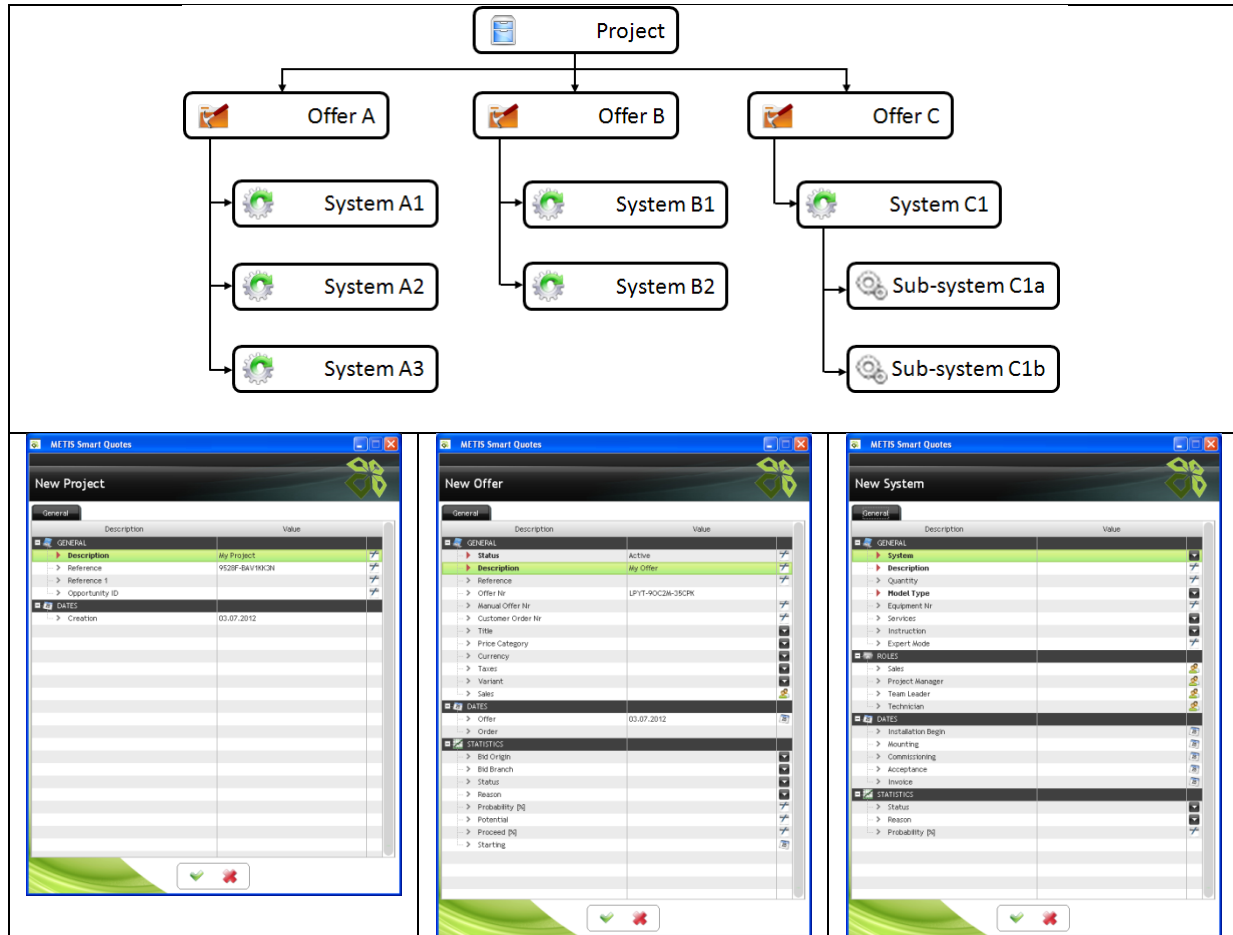 Project
Offer A
Offer B
Offer C
System A1
System B1
System C1
System A2
System B2
Sub-system C1a
System A3
Sub-system C1b
METIS Smart Quotes
New Project
General
Description Value
GENERAL
Description My Project
Reference 9528F-BAV1KK3N
Reference 1
Opportunity ID
DATES
Creation 03.07.2012
METIS Smart Quotes
New Offer
General
Description Value
GENERAL
Status Active
Description My Offer
Reference
Offer Nr LPYT-9OC2M-35CPK
Manual Offer Nr
Customer Order Nr
Title
Price Category
Currency
Taxes
Variant
Sales
DATES
Offer 03.07.2012
Order
STATISTICS
Bid Origin
Bid Branch
Status
Reason
Probability [%]
Potential
Proceed [%]
Starting
METIS Smart Quotes
New System
General
Description Value
GENERAL
System
Description
Quantity
Model Type
Equipment Nr
Services
Instruction
Expert Mode
ROLES
Sales
Project Manager
Team Leader
Technician
DATES
Installation Begin
Mounting
Commissioning
Acceptance
Invoice
STATISTICS
Status
Reason
Probability [%]